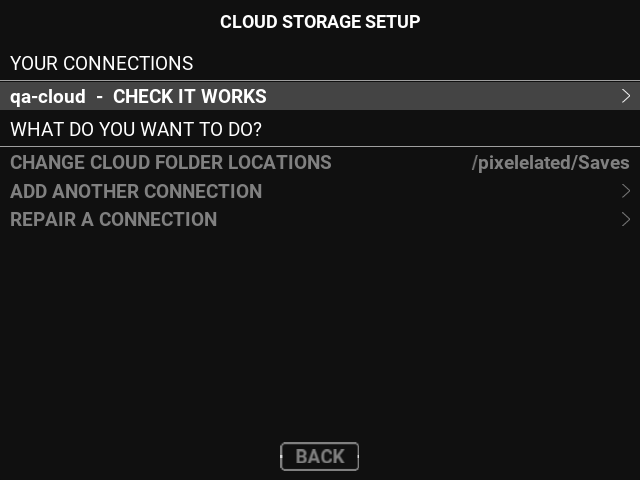 CLOUD STORAGE SETUP
YOUR CONNECTIONS
qa-cloud - CHECK IT WORKS
WHAT DO YOU WANT TO DO?
CHANGE CLOUD FOLDER LOCATIONS /pixelelated/Saves
ADD ANOTHER CONNECTION
REPAIR A CONNECTION
BACK